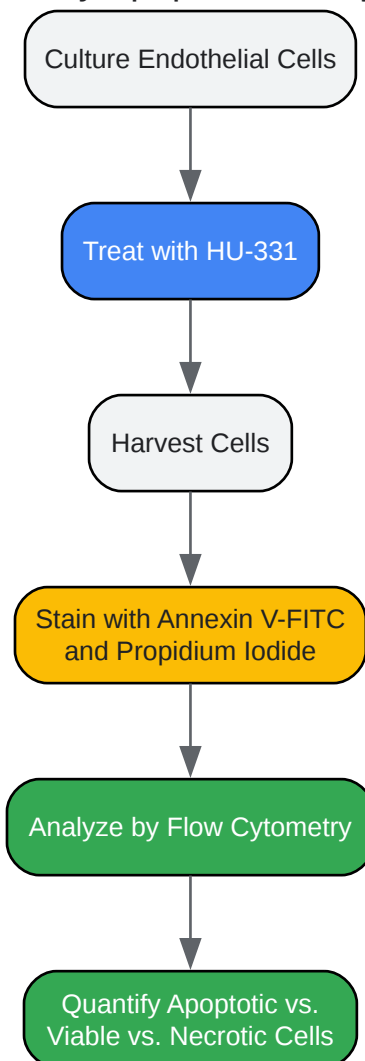 Culture Endothelial Cells
Treat with HU-331
Harvest Cells
Stain with Annexin V-FITC
and Propidium Iodide
Analyze by Flow Cytometry
Quantify Apoptotic vs.
Viable vs. Necrotic Cells